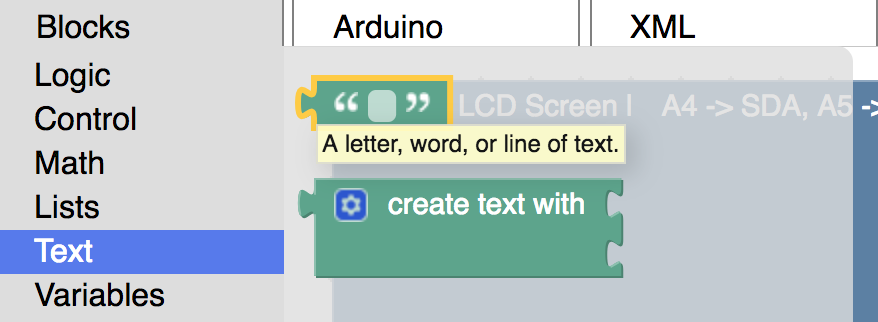 Blocks
Arduino
XML
Logic
Control
Math
Lists
Text
Variables
“ ” LCD Screen I A4 -> SDA, A5 ->
A letter, word, or line of text.
create text with